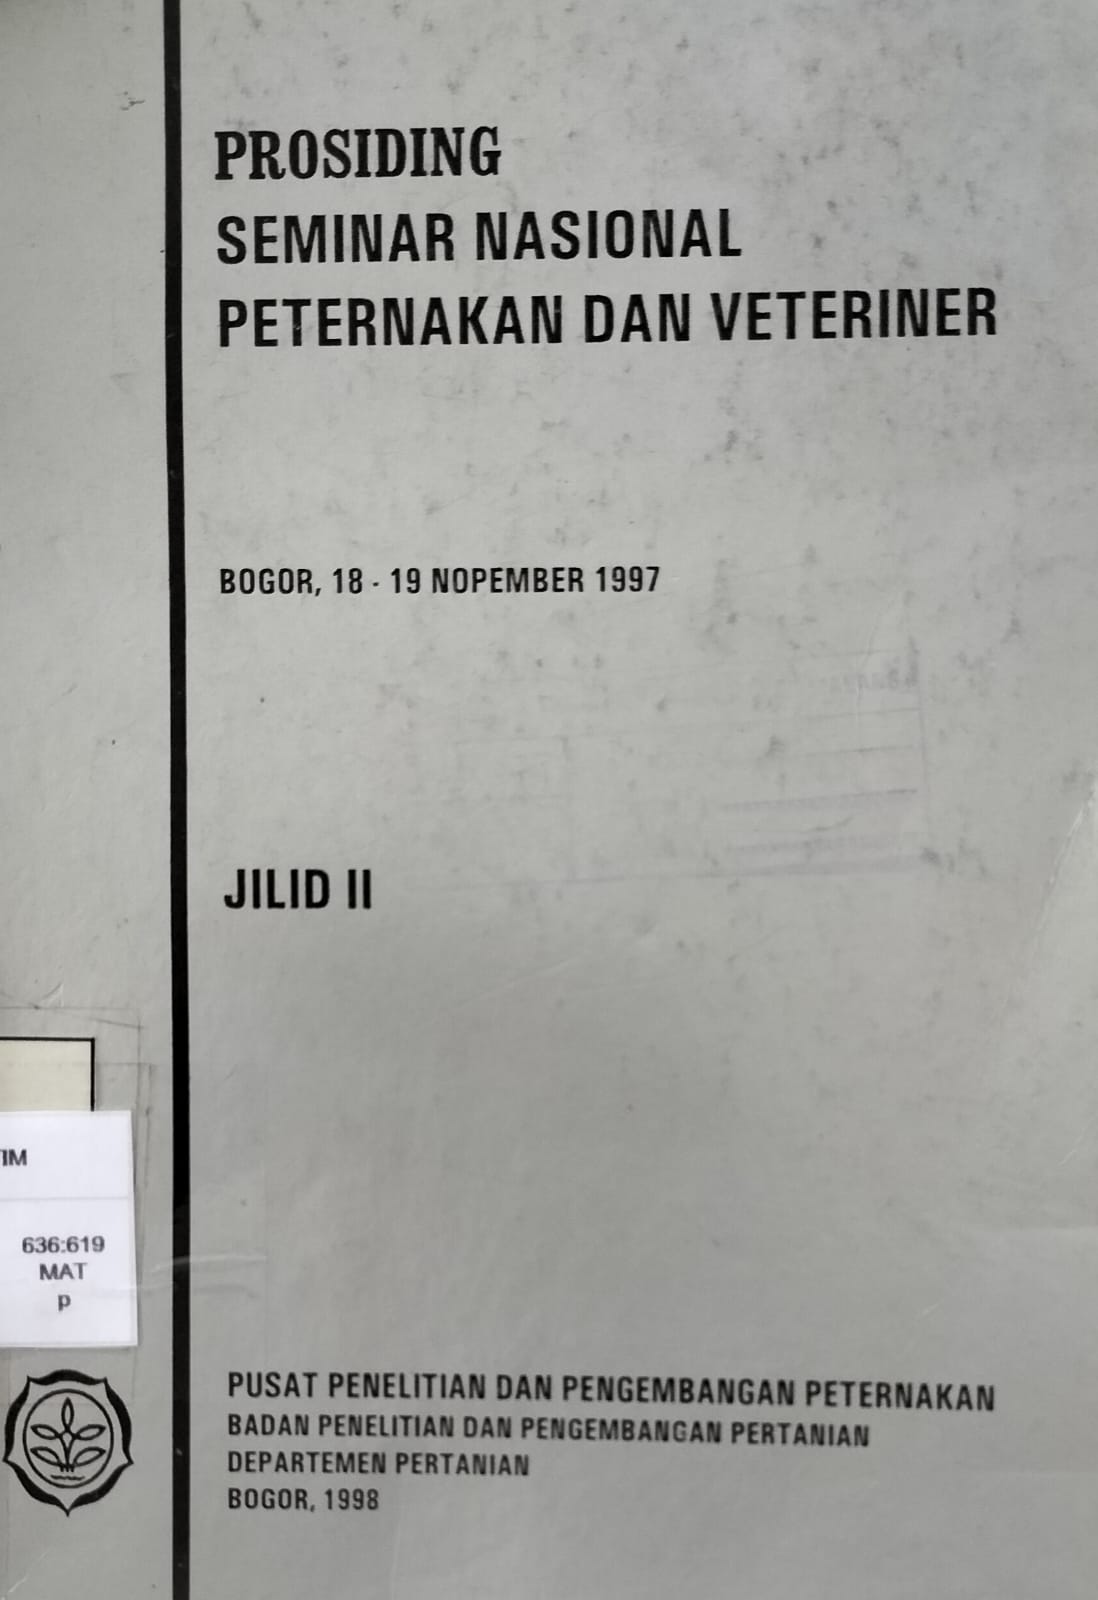 PROSIDING
SEMINAR NASIONAL
PETERNAKAN DAN VETERINER
BOGOR, 18 - 19 NOPEMBER 1997
JILID II
IM
636:619
MAT
p
PUSAT PENELITIAN DAN PENGEMBANGAN PETERNAKAN
BADAN PENELITIAN DAN PENGEMBANGAN PERTANIAN
DEPARTEMEN PERTANIAN
BOGOR, 1998